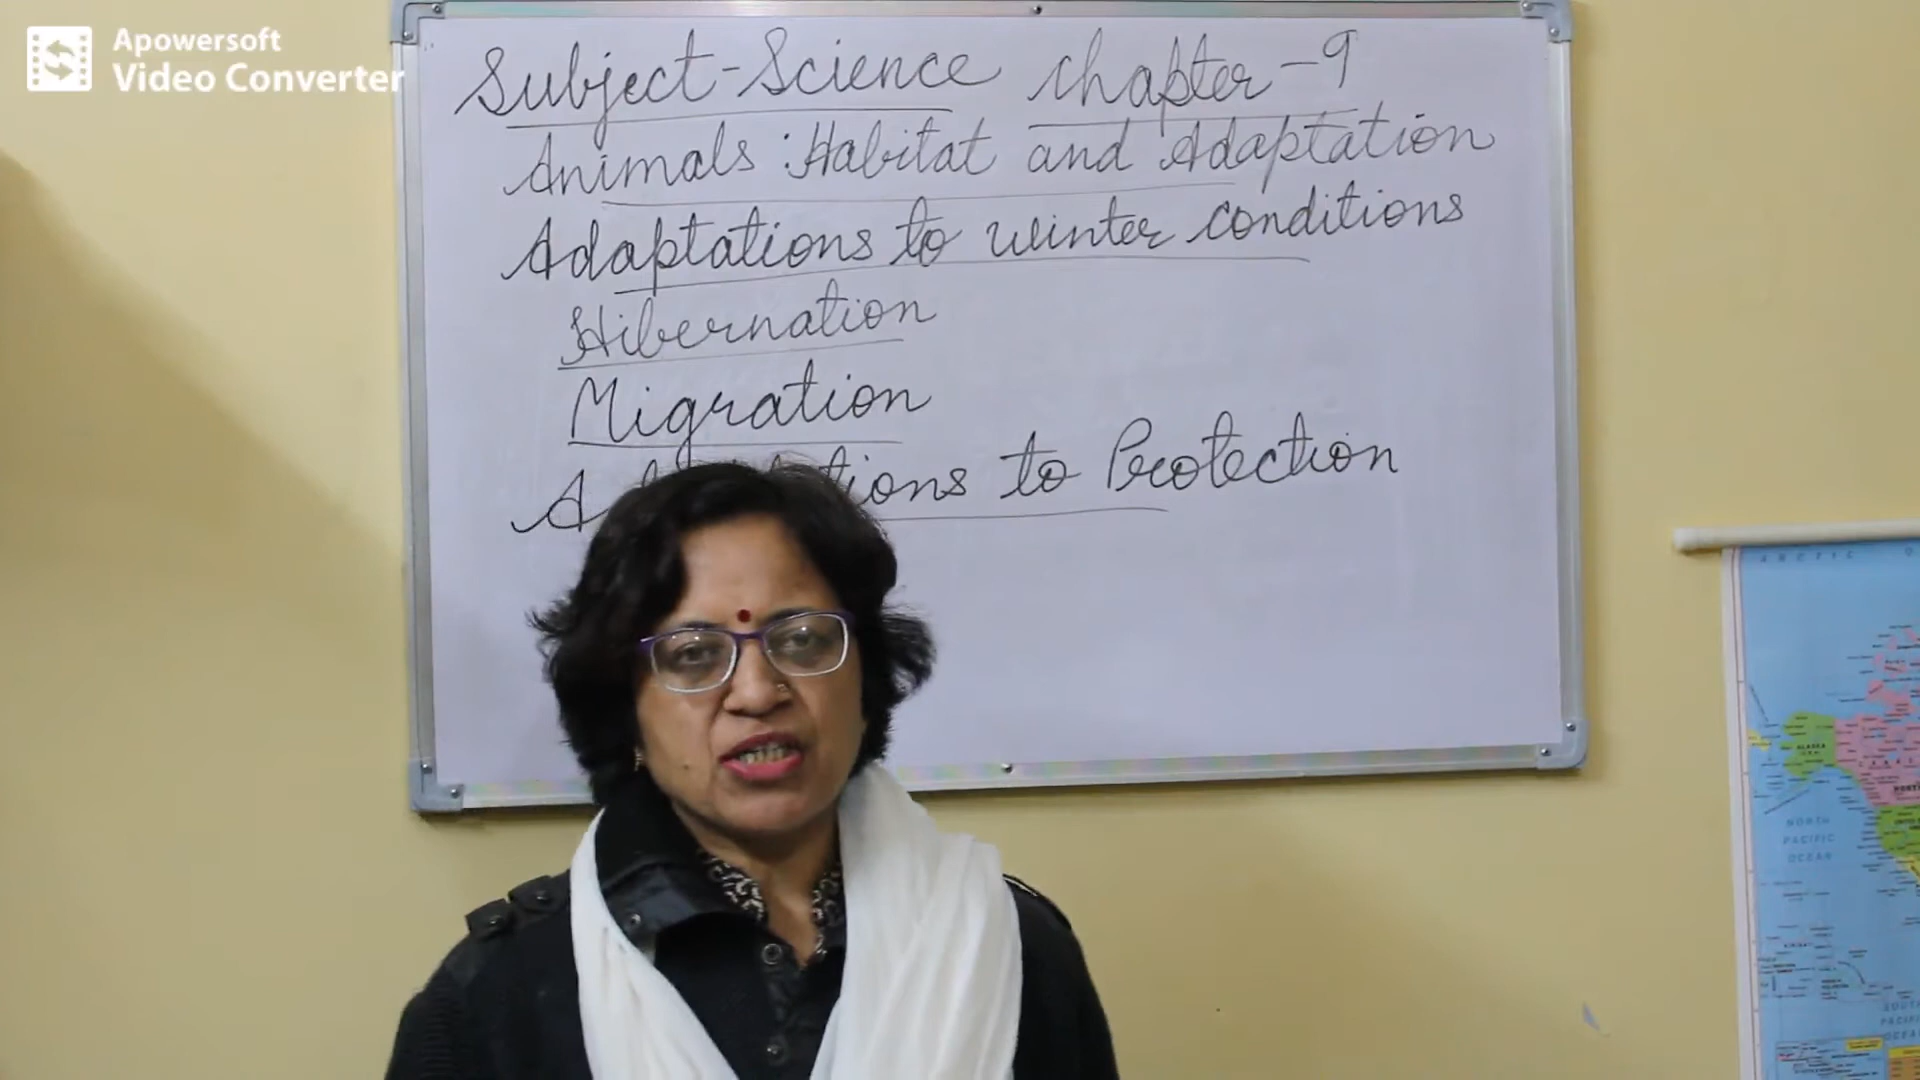 Apowersoft
Video Converter
Subject-Science Chapter-9
Animals : Habitat and Adaptation
Adaptations to winter conditions
Hibernation
Migration
to Protection
ARCTIC
ALASKA
NORTH
PACIFIC
OCEAN